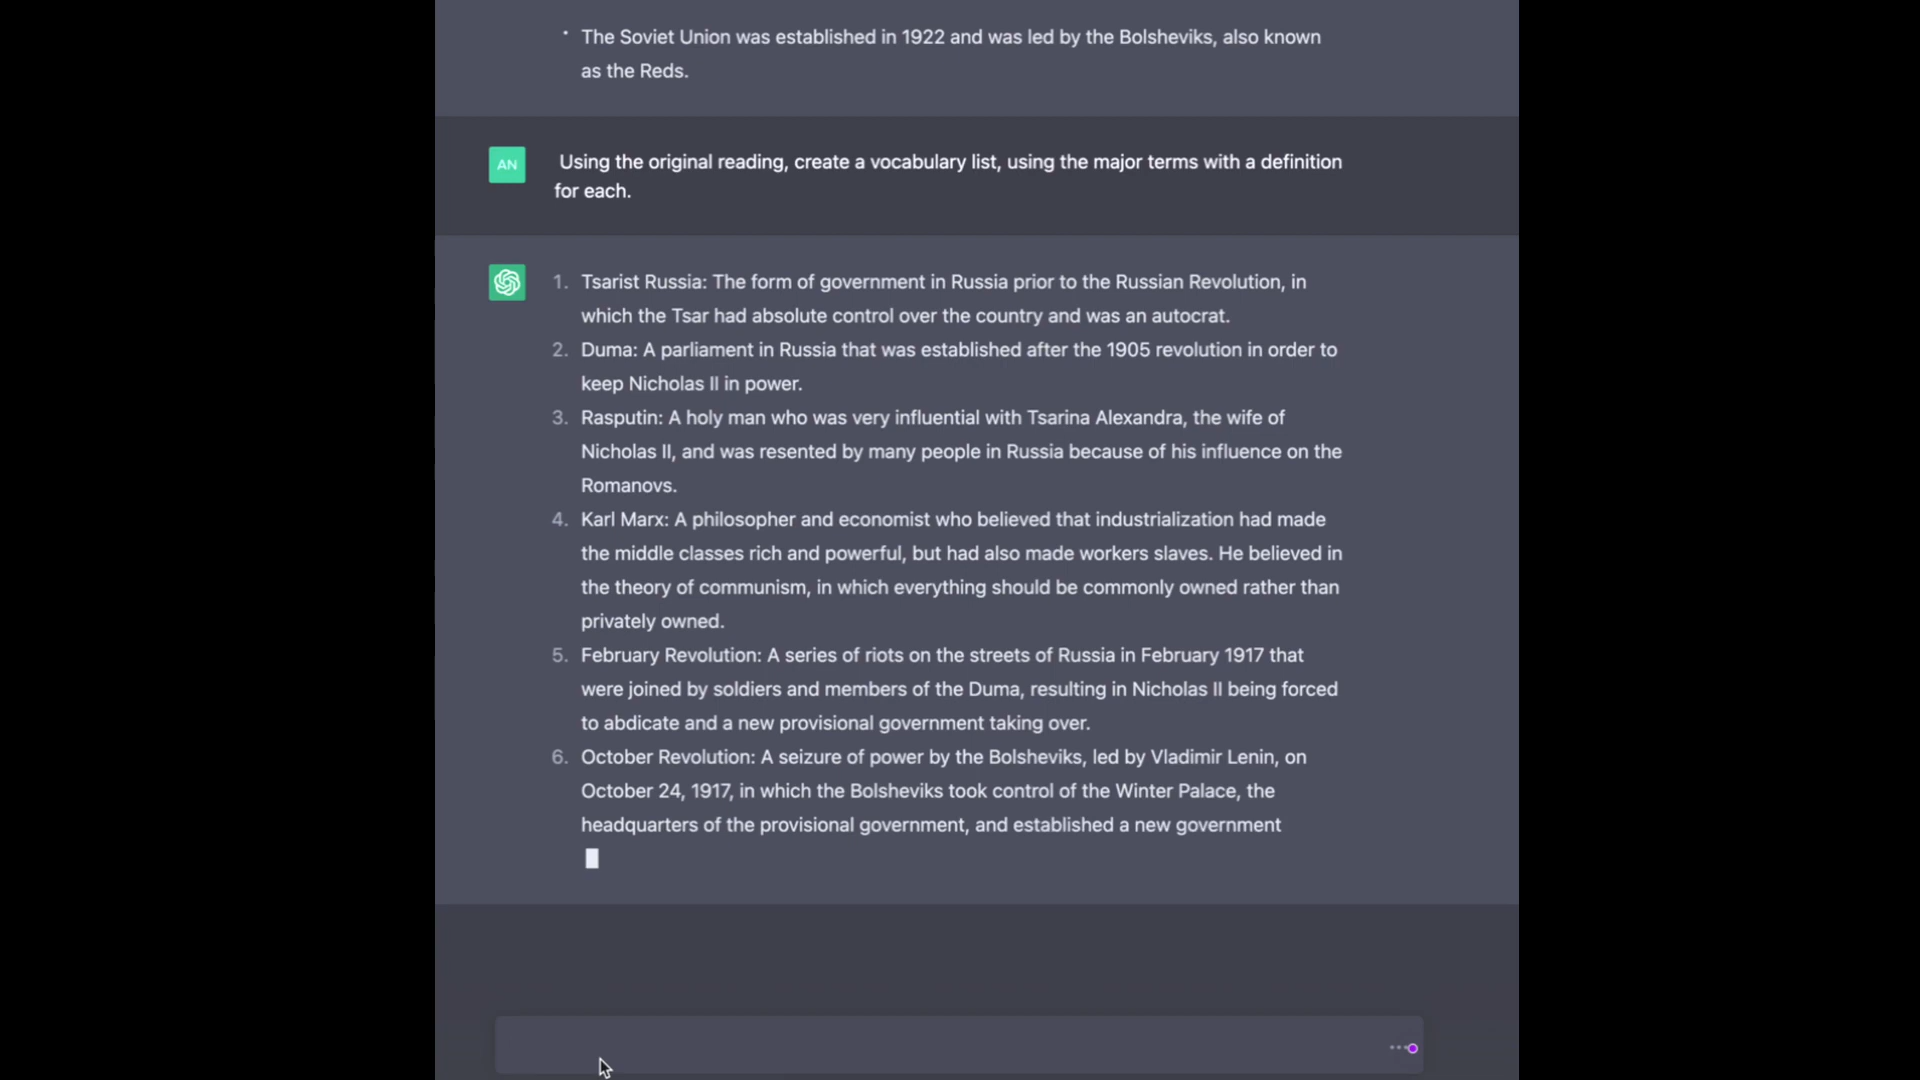 • The Soviet Union was established in 1922 and was led by the Bolsheviks, also known
as the Reds.
AN
Using the original reading, create a vocabulary list, using the major terms with a definition
for each.
1. Tsarist Russia: The form of government in Russia prior to the Russian Revolution, in
which the Tsar had absolute control over the country and was an autocrat.
2. Duma: A parliament in Russia that was established after the 1905 revolution in order to
keep Nicholas II in power.
3. Rasputin: A holy man who was very influential with Tsarina Alexandra, the wife of
Nicholas II, and was resented by many people in Russia because of his influence on the
Romanovs.
4. Karl Marx: A philosopher and economist who believed that industrialization had made
the middle classes rich and powerful, but had also made workers slaves. He believed in
the theory of communism, in which everything should be commonly owned rather than
privately owned.
5. February Revolution: A series of riots on the streets of Russia in February 1917 that
were joined by soldiers and members of the Duma, resulting in Nicholas II being forced
to abdicate and a new provisional government taking over.
6. October Revolution: A seizure of power by the Bolsheviks, led by Vladimir Lenin, on
October 24, 1917, in which the Bolsheviks took control of the Winter Palace, the
headquarters of the provisional government, and established a new government